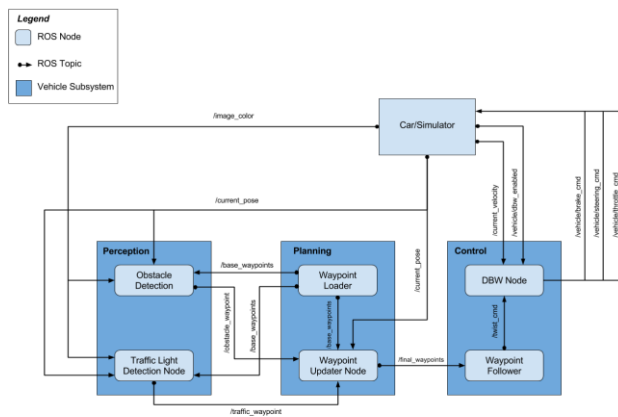 Legend
ROS Node
ROS Topic
Vehicle Subsystem
/image_color
Car/Simulator
/current_pose
/current_velocity
/vehicle/dbw_enabled
/vehicle/brake_cmd
/vehicle/steering_cmd
/vehicle/throttle_cmd
Perception
Planning
Control
/current_pose
Obstacle
Detection
/base_waypoints
Waypoint
Loader
DBW Node
/obstacle_waypoint
/base_waypoints
/base_waypoints
/twist_cmd
Traffic Light
Detection Node
Waypoint
Updater Node
/final_waypoints
Waypoint
Follower
/traffic_waypoint